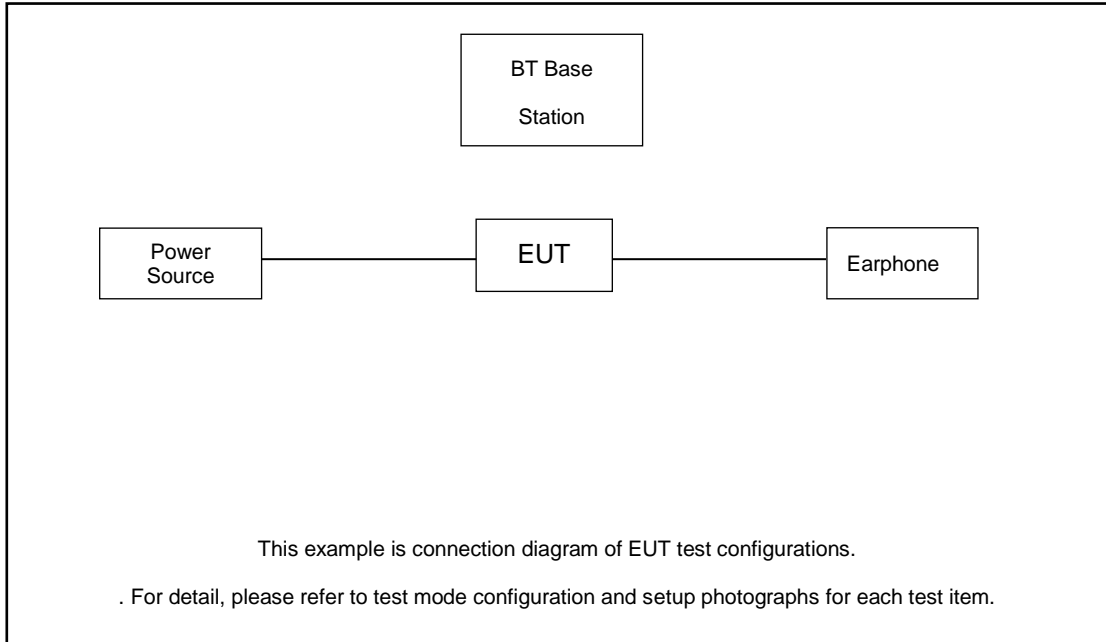 BT Base
Station
Power
Source
EUT
Earphone
This example is connection diagram of EUT test configurations.
. For detail, please refer to test mode configuration and setup photographs for each test item.